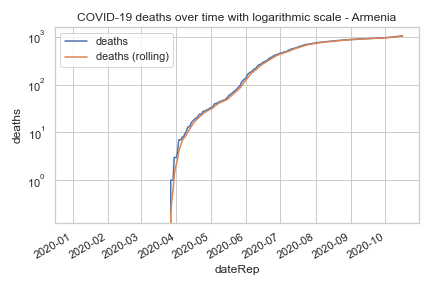 COVID-19 deaths over time with logarithmic scale - Armenia
deaths
deaths (rolling)
10³
10²
10¹
10⁰
deaths
2020-01
2020-02
2020-03
2020-04
2020-05
2020-06
2020-07
2020-08
2020-09
2020-10
dateRep